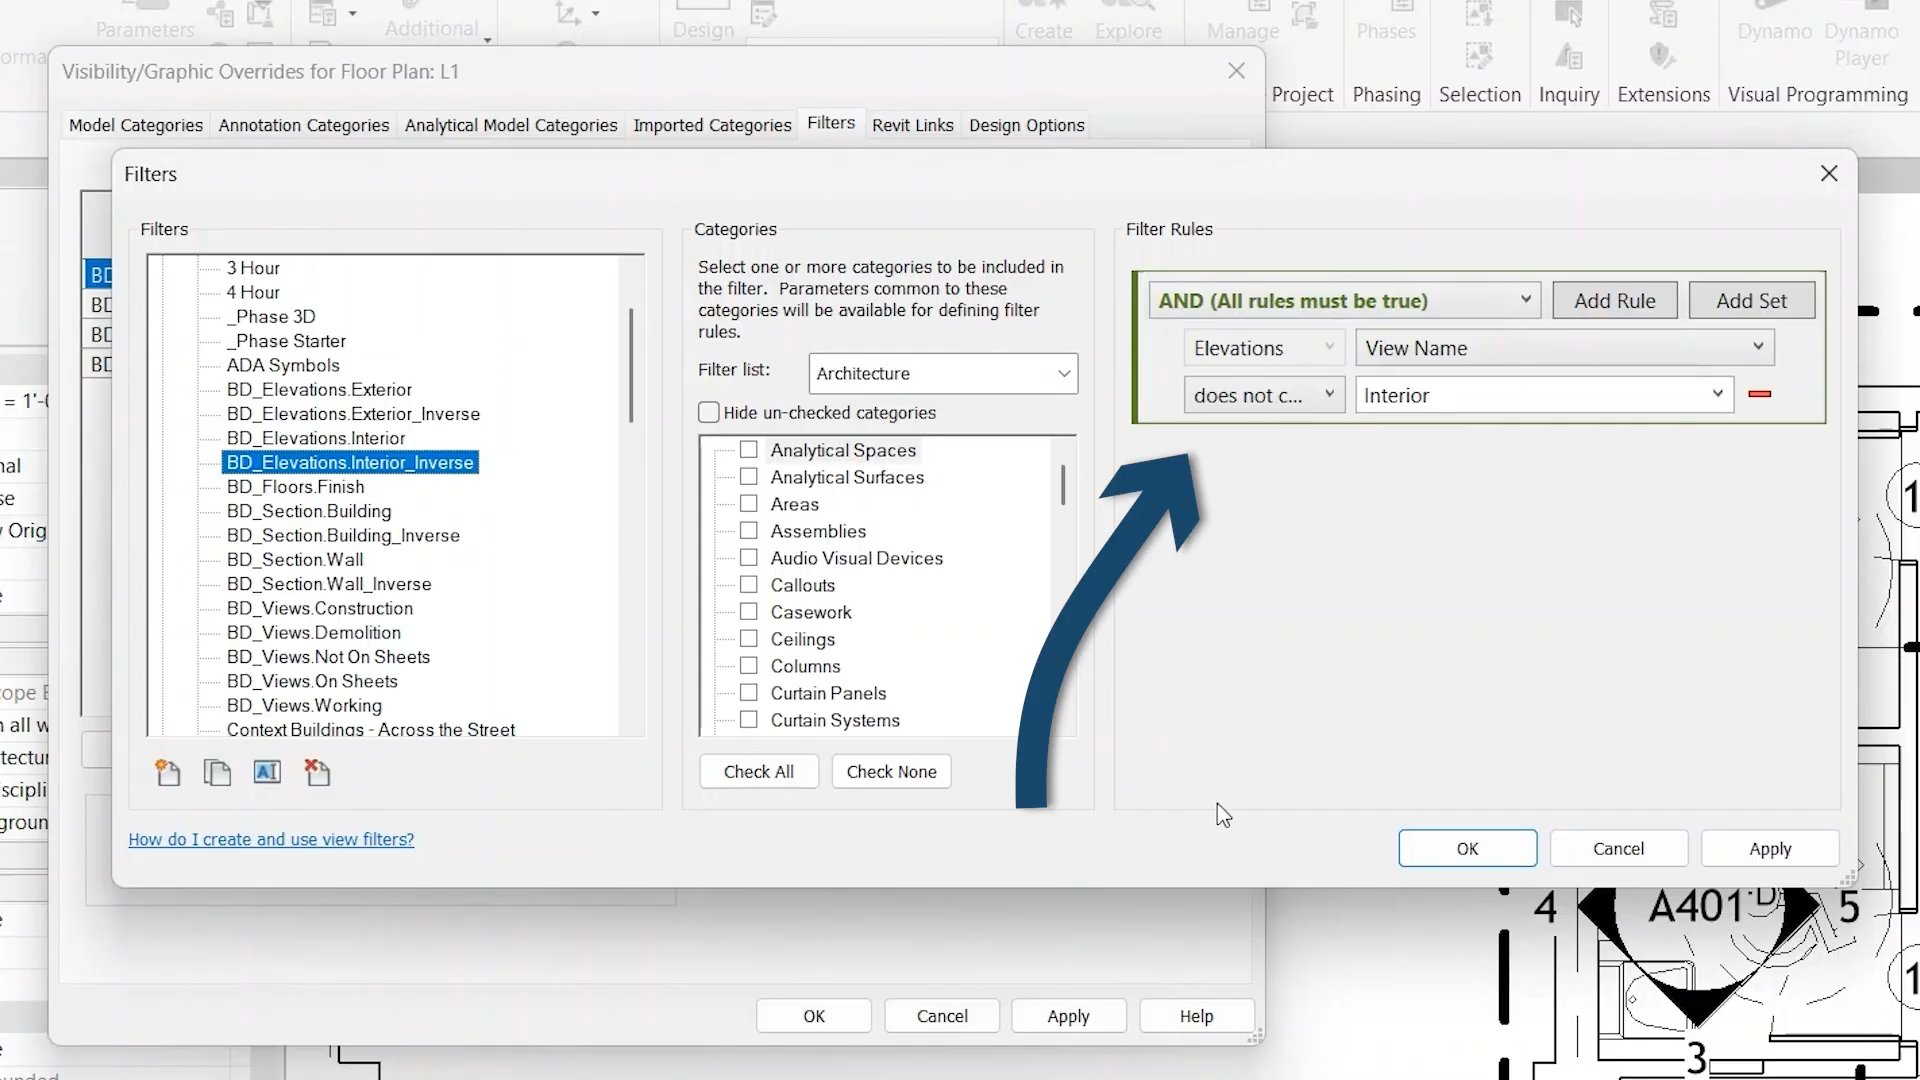 Parameters
Additional
Design
Create
Explore
Manage
Phases
Dynamo
Dynamo Player
Project
Phasing
Selection
Inquiry
Extensions
Visual Programming
Visibility/Graphic Overrides for Floor Plan: L1
Model Categories
Annotation Categories
Analytical Model Categories
Imported Categories
Filters
Revit Links
Design Options
Filters
Filters
3 Hour
4 Hour
_Phase 3D
_Phase Starter
ADA Symbols
BD_Elevations.Exterior
BD_Elevations.Exterior_Inverse
BD_Elevations.Interior
BD_Elevations.Interior_Inverse
BD_Floors.Finish
BD_Section.Building
BD_Section.Building_Inverse
BD_Section.Wall
BD_Section.Wall_Inverse
BD_Views.Construction
BD_Views.Demolition
BD_Views.Not On Sheets
BD_Views.On Sheets
BD_Views.Working
Context Buildings - Across the Street
How do I create and use view filters?
Categories
Select one or more categories to be included in
the filter. Parameters common to these
categories will be available for defining filter
rules.
Filter list:
Architecture
Hide un-checked categories
Analytical Spaces
Analytical Surfaces
Areas
Assemblies
Audio Visual Devices
Callouts
Casework
Ceilings
Columns
Curtain Panels
Curtain Systems
Check All
Check None
Filter Rules
AND (All rules must be true)
Add Rule
Add Set
Elevations
View Name
does not c...
Interior
OK
Cancel
Apply
OK
Cancel
Apply
Help
BD
BD
BD
BD
4
A401
5
3
1
1